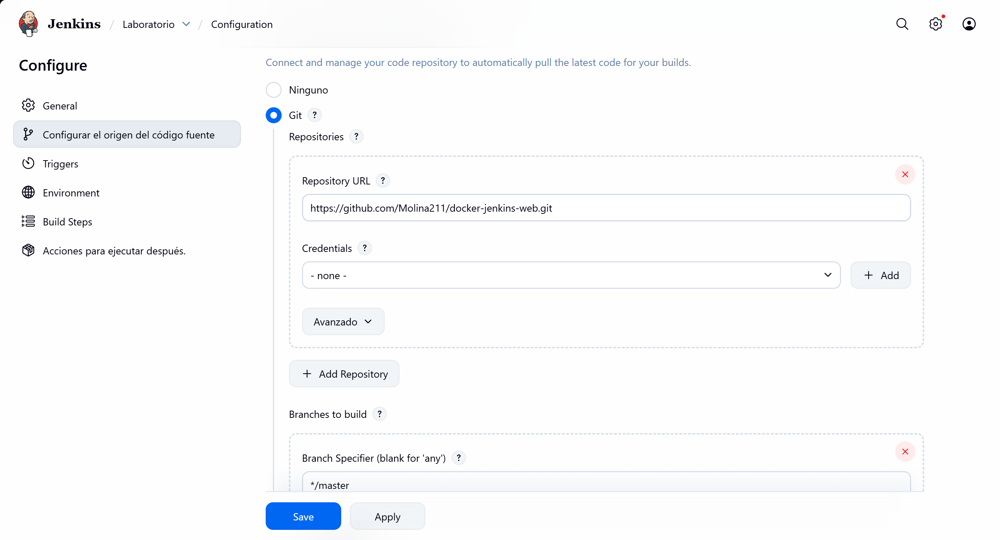 Jenkins / Laboratorio / Configuration
Configure
General
Configurar el origen del código fuente
Triggers
Environment
Build Steps
Acciones para ejecutar después.
Connect and manage your code repository to automatically pull the latest code for your builds.
Ninguno
Git ?
Repositories ?
Repository URL ?
https://github.com/Molina211/docker-jenkins-web.git
Credentials ?
- none -
+ Add
Avanzado
+ Add Repository
Branches to build ?
Branch Specifier (blank for 'any') ?
*/master
Save
Apply